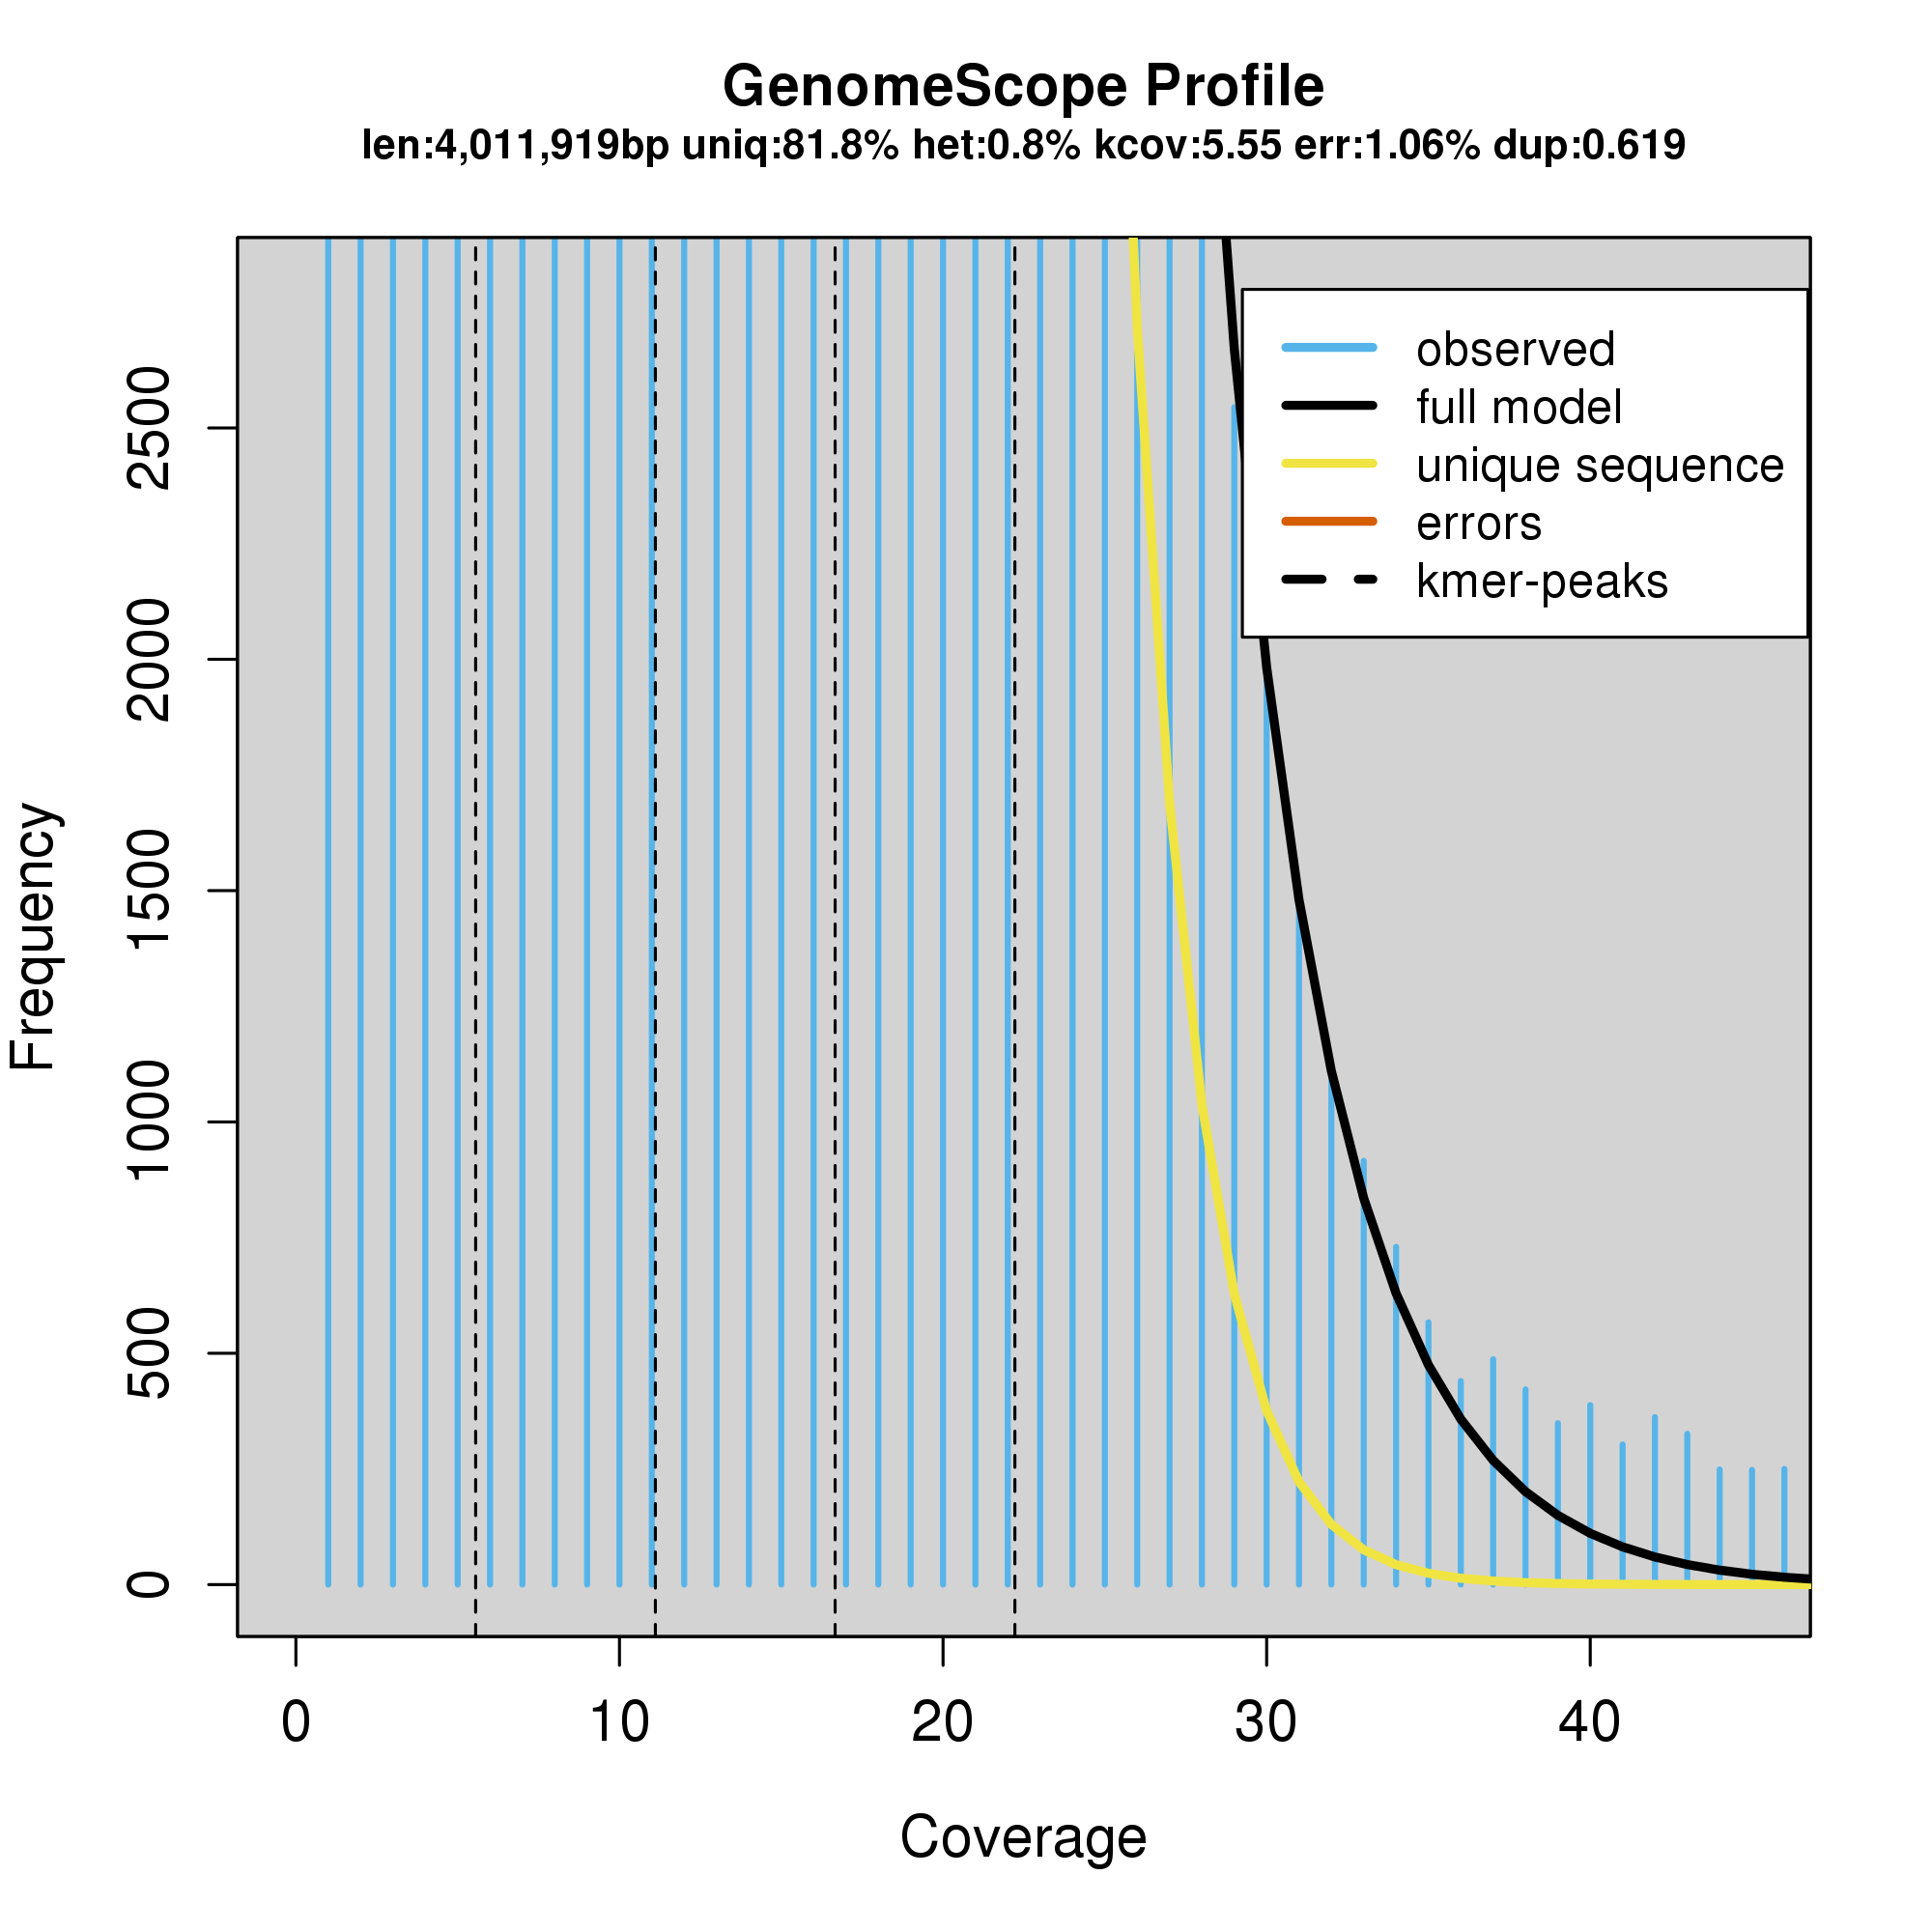 GenomeScope Profile
len:4,011,919bp uniq:81.8% het:0.8% kcov:5.55 err:1.06% dup:0.619
observed
full model
unique sequence
errors
kmer-peaks
2500
2000
1500
1000
500
0
Frequency
0 10 20 30 40
Coverage